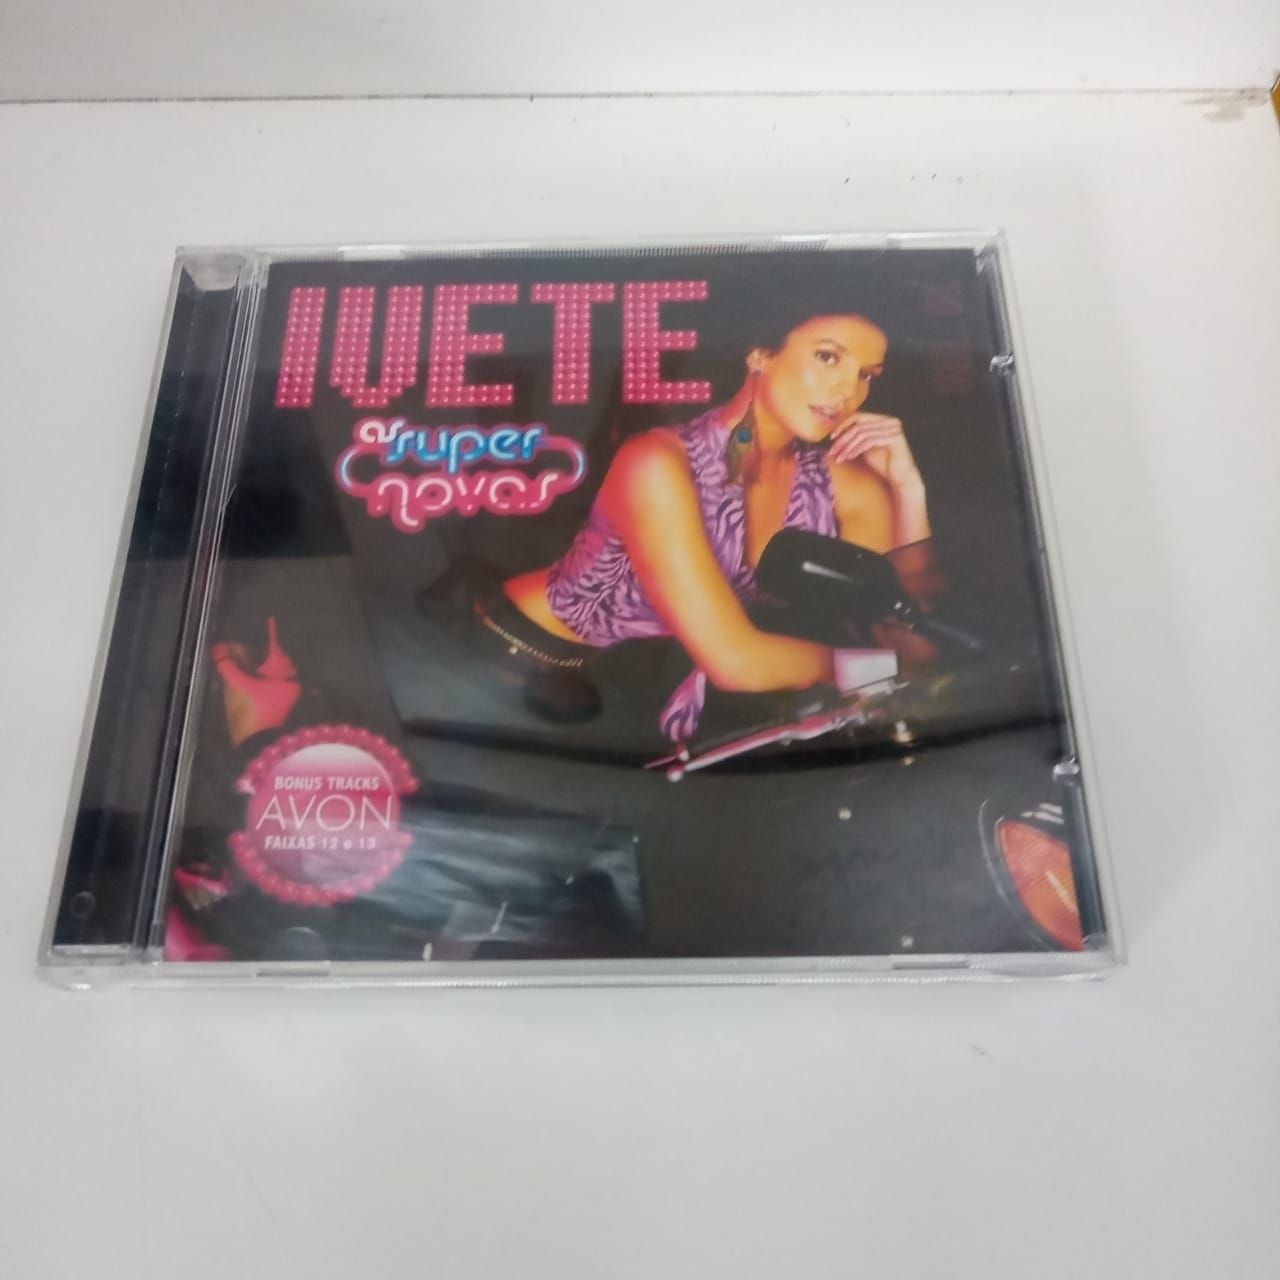 IVETE
as super
novas
BONUS TRACKS
AVON
FAIXAS 12 e 13